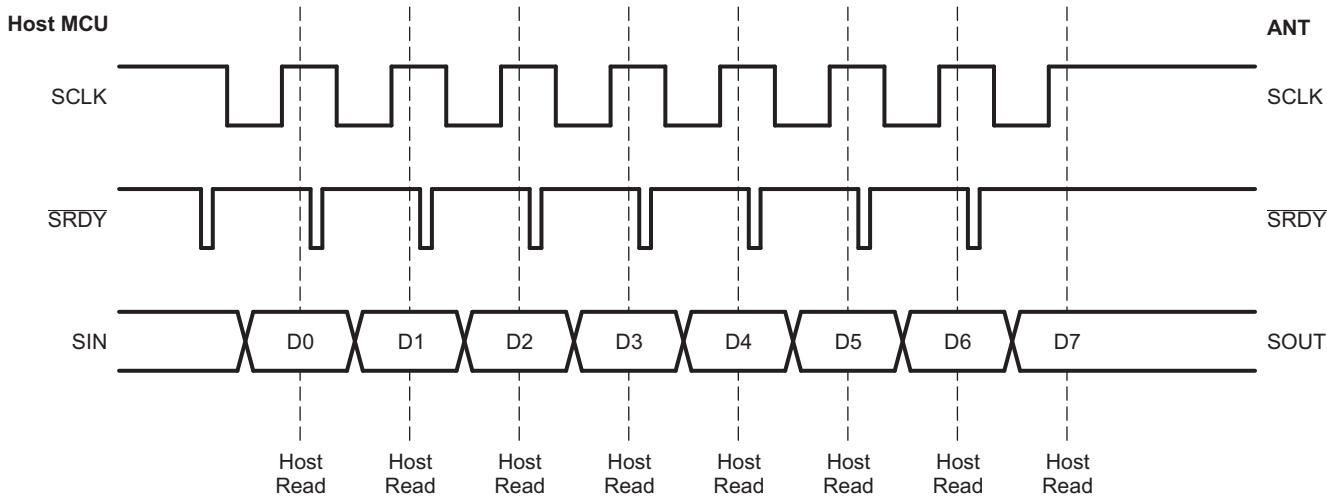 Host MCU
ANT
SCLK
SCLK
SRDY
SRDY
SIN
D0
D1
D2
D3
D4
D5
D6
D7
SOUT
Host
Read
Host
Read
Host
Read
Host
Read
Host
Read
Host
Read
Host
Read
Host
Read